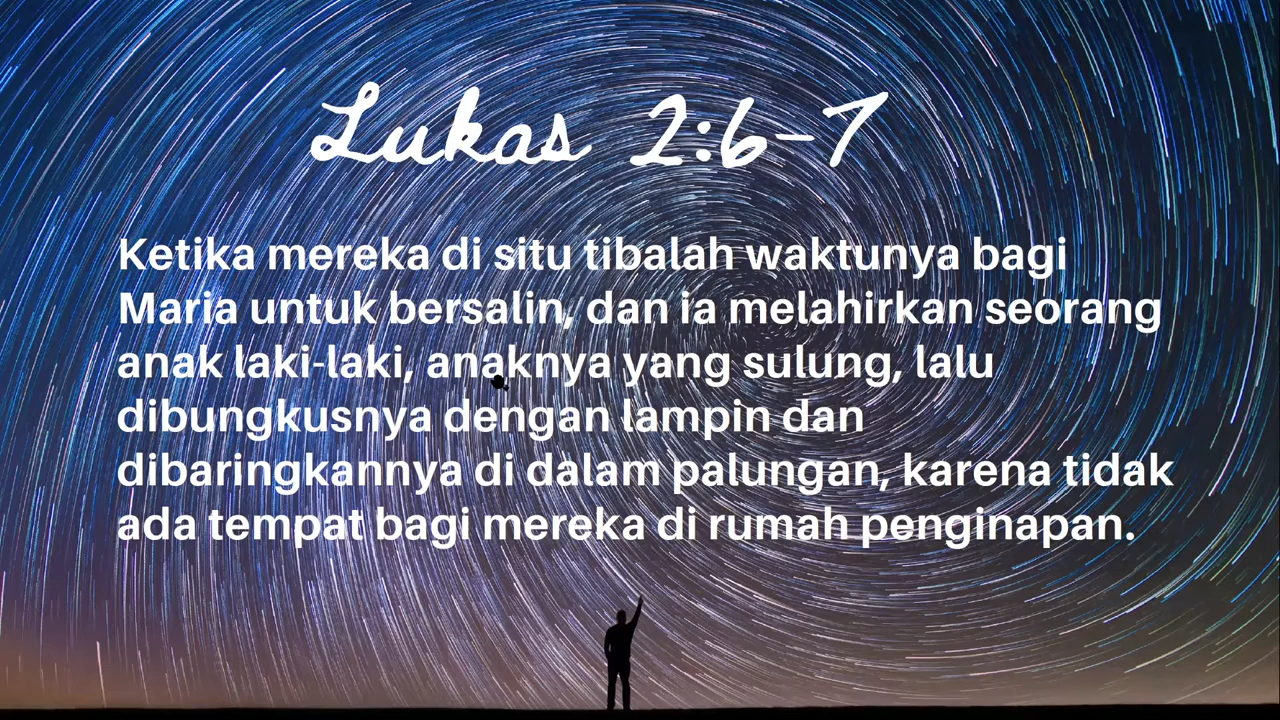 Lukas 2:6-7
Ketika mereka di situ tibalah waktunya bagi
Maria untuk bersalin, dan ia melahirkan seorang
anak laki-laki, anaknya yang sulung, lalu
dibungkusnya dengan lampin dan
dibaringkannya di dalam palungan, karena tidak
ada tempat bagi mereka di rumah penginapan.